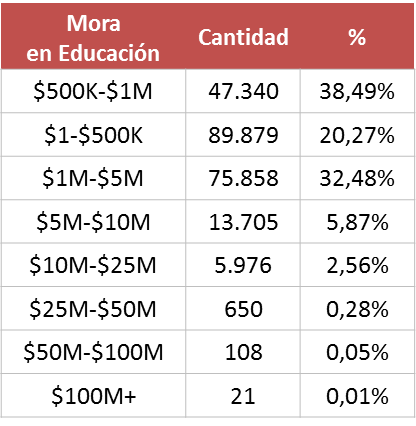 Mora
en Educación Cantidad %
$500K-$1M 47.340 38,49%
$1-$500K 89.879 20,27%
$1M-$5M 75.858 32,48%
$5M-$10M 13.705 5,87%
$10M-$25M 5.976 2,56%
$25M-$50M 650 0,28%
$50M-$100M 108 0,05%
$100M+ 21 0,01%